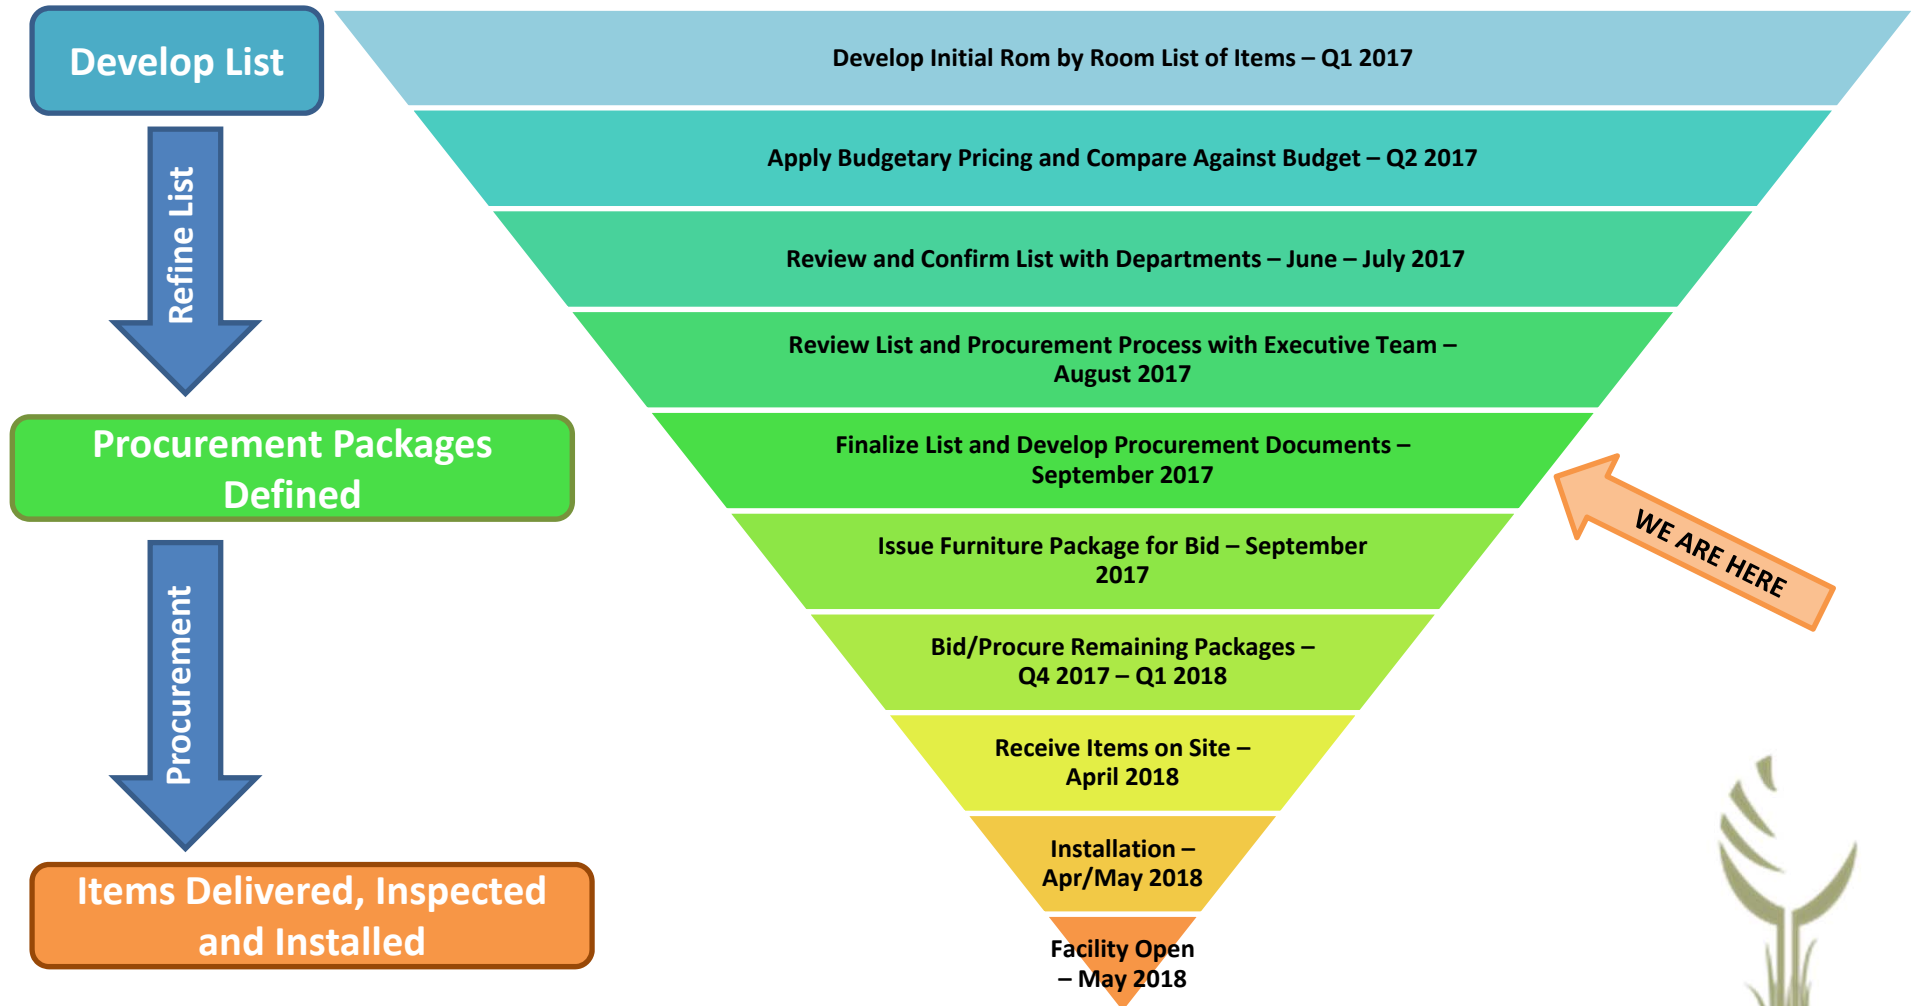 Develop List
Refine List
Procurement Packages
Defined
Procurement
Items Delivered, Inspected
and Installed
Develop Initial Rom by Room List of Items – Q1 2017
Apply Budgetary Pricing and Compare Against Budget – Q2 2017
Review and Confirm List with Departments – June – July 2017
Review List and Procurement Process with Executive Team –
August 2017
Finalize List and Develop Procurement Documents –
September 2017
Issue Furniture Package for Bid – September
2017
Bid/Procure Remaining Packages –
Q4 2017 – Q1 2018
Receive Items on Site –
April 2018
Installation –
Apr/May 2018
Facility Open
– May 2018
WE ARE HERE